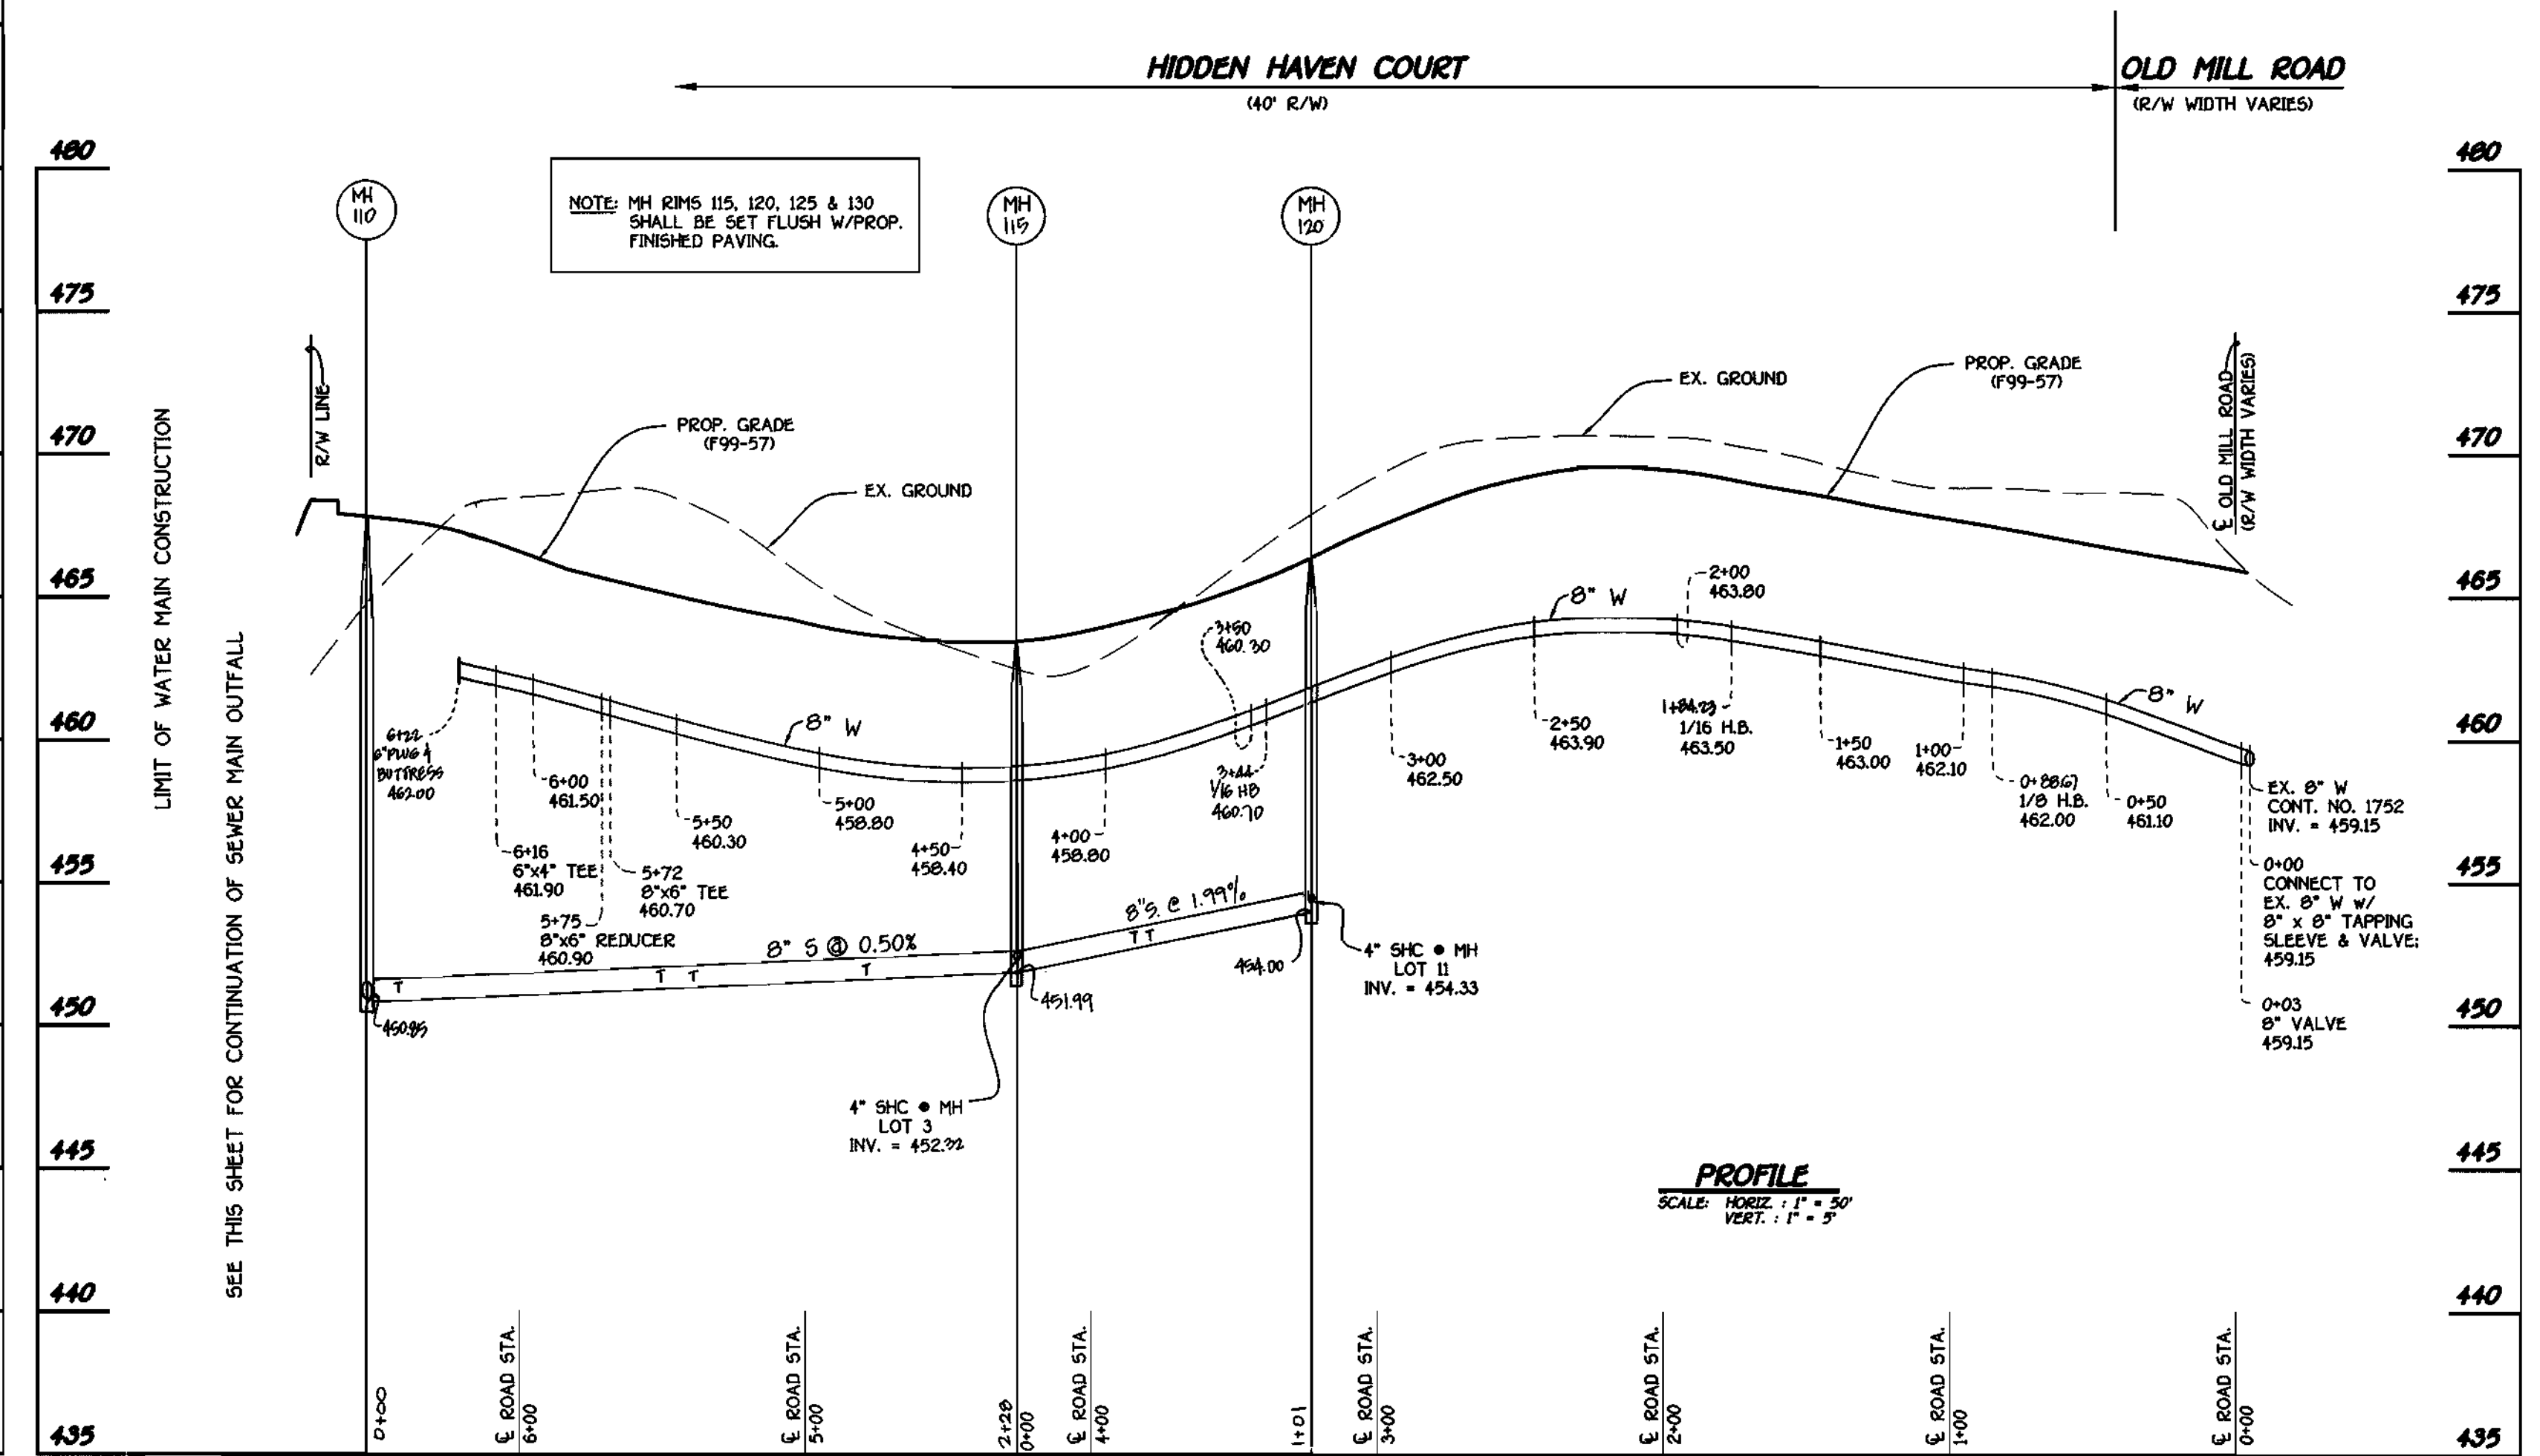 HIDDEN HAVEN COURT
(40' R/W)
OLD MILL ROAD
(R/W WIDTH VARIES)
480
475
470
465
460
455
450
445
440
435
480
475
470
465
460
455
450
445
440
435
LIMIT OF WATER MAIN CONSTRUCTION
SEE THIS SHEET FOR CONTINUATION OF SEWER MAIN OUTFALL
MH
110
NOTE: MH RIMS 115, 120, 125 & 130
SHALL BE SET FLUSH W/PROP.
FINISHED PAVING.
MH
115
MH
120
R/W LINE
PROP. GRADE
(F99-57)
EX. GROUND
EX. GROUND
PROP. GRADE
(F99-57)
℄ OLD MILL ROAD
(R/W WIDTH VARIES)
6+22
6" PLUG &
BUTTRESS
462.00
6+16
6"x4" TEE
461.90
6+00
461.50
5+75
8"x6" REDUCER
460.90
5+72
8"x6" TEE
460.70
5+50
460.30
8" W
5+00
458.80
4+50
458.40
4+00
458.80
3+50
460.30
3+44
1/16 HB
460.70
3+00
462.50
8" W
2+50
463.90
2+00
463.80
1+84.23
1/16 H.B.
463.50
1+50
463.00
1+00
462.10
0+88.67
1/8 H.B.
462.00
0+50
461.10
8" W
EX. 8" W
CONT. NO. 1752
INV. = 459.15
0+00
CONNECT TO
EX. 8" W W/
8" x 8" TAPPING
SLEEVE & VALVE;
459.15
0+03
8" VALVE
459.15
8" S @ 0.50%
T
T T
T
450.85
451.99
8" S. @ 1.99%
T T
454.00
4" SHC @ MH
LOT 11
INV. = 454.33
4" SHC @ MH
LOT 3
INV. = 452.32
PROFILE
SCALE: HORIZ. : 1" = 50'
VERT. : 1" = 5'
0+00
℄ ROAD STA.
6+00
℄ ROAD STA.
5+00
2+28
0+00
℄ ROAD STA.
4+00
1+01
℄ ROAD STA.
3+00
℄ ROAD STA.
2+00
℄ ROAD STA.
1+00
℄ ROAD STA.
0+00